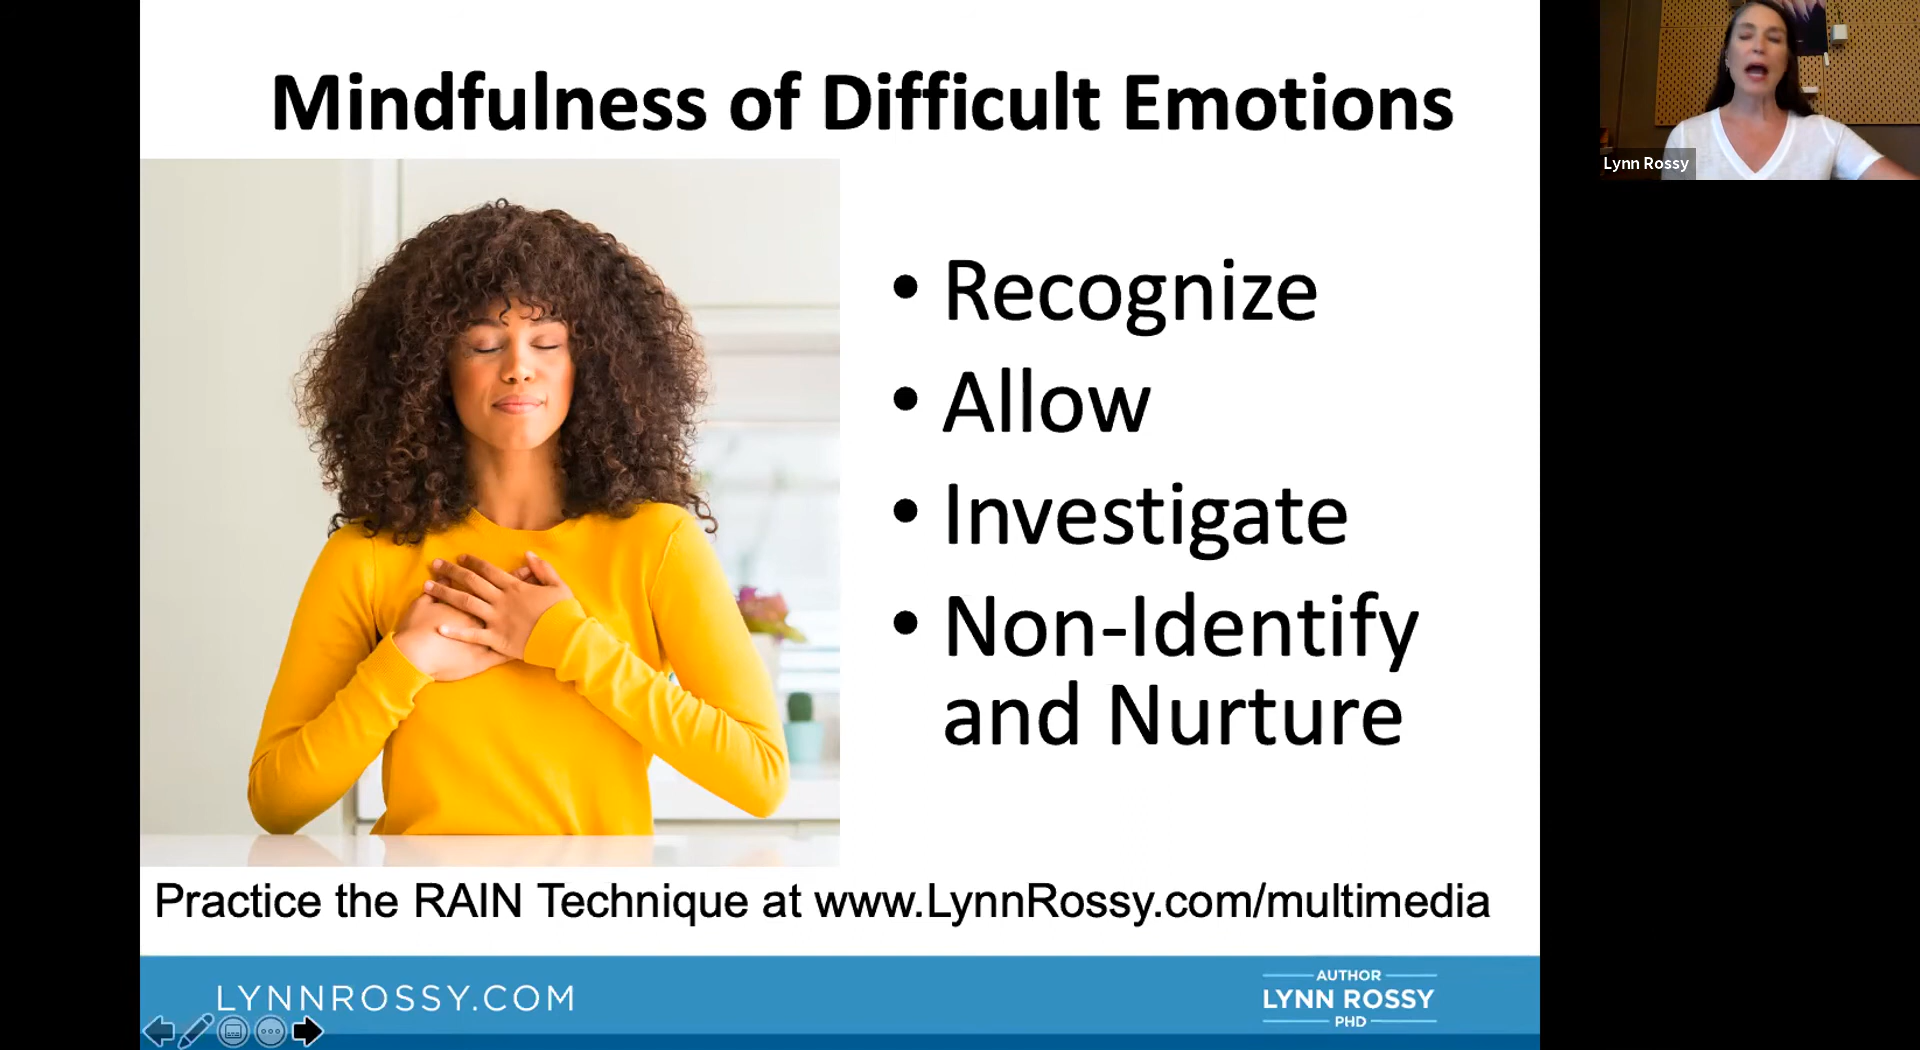 Mindfulness of Difficult Emotions
• Recognize
• Allow
• Investigate
• Non-Identify
and Nurture
Practice the RAIN Technique at www.LynnRossy.com/multimedia
LYNNROSSY.COM
AUTHOR
LYNN ROSSY
PHD
Lynn Rossy